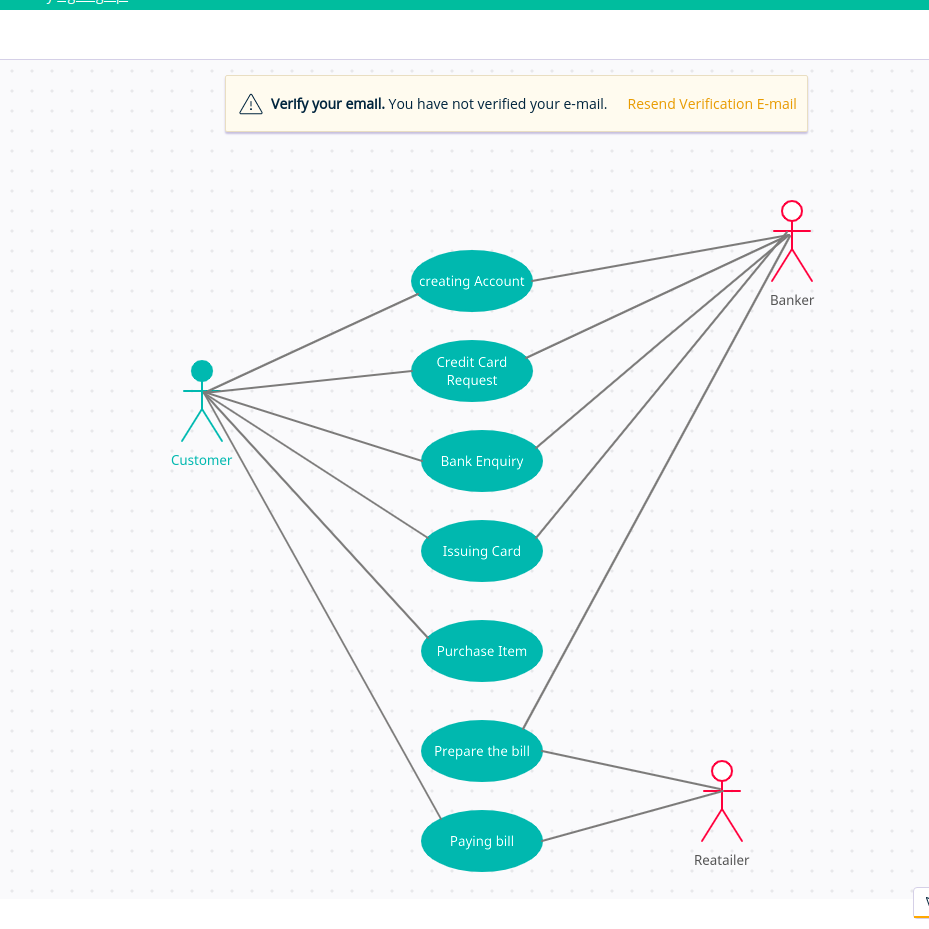 Verify your email. You have not verified your e-mail. Resend Verification E-mail
creating Account
Banker
Credit Card
Request
Customer
Bank Enquiry
Issuing Card
Purchase Item
Prepare the bill
Paying bill
Reatailer